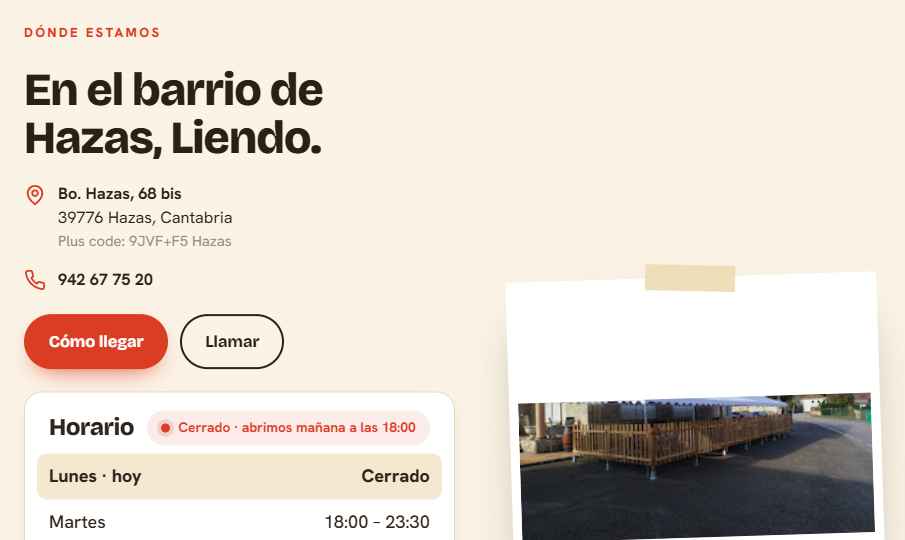 DÓNDE ESTAMOS
En el barrio de
Hazas, Liendo.
Bo. Hazas, 68 bis
39776 Hazas, Cantabria
Plus code: 9JVF+F5 Hazas
942 67 75 20
Cómo llegar
Llamar
Horario
Cerrado · abrimos mañana a las 18:00
Lunes · hoy
Cerrado
Martes
18:00 – 23:30